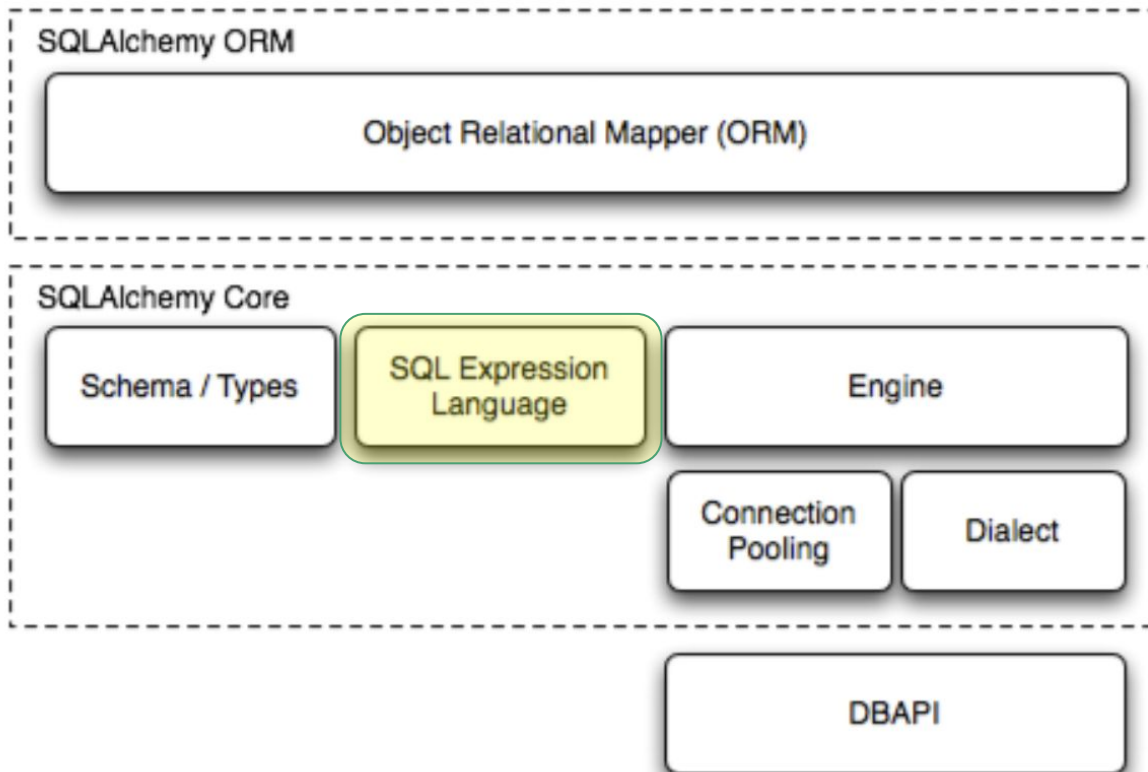 SQLAlchemy ORM
Object Relational Mapper (ORM)
SQLAlchemy Core
Schema / Types
SQL Expression
Language
Engine
Connection
Pooling
Dialect
DBAPI